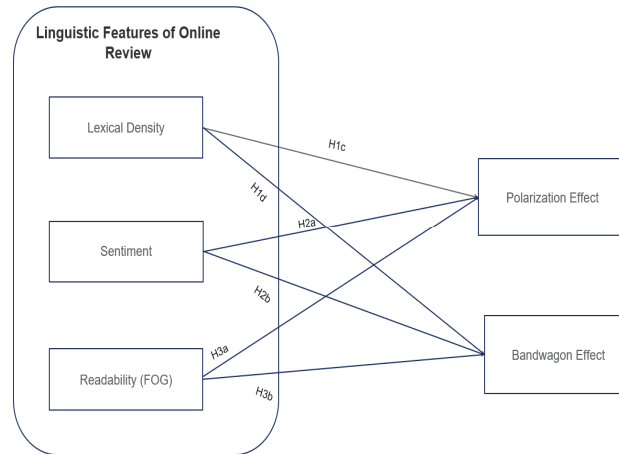 Linguistic Features of Online
Review
Lexical Density
H1c
Polarization Effect
H1d
H2a
Sentiment
H2b
Bandwagon Effect
H3a
Readability (FOG)
H3b